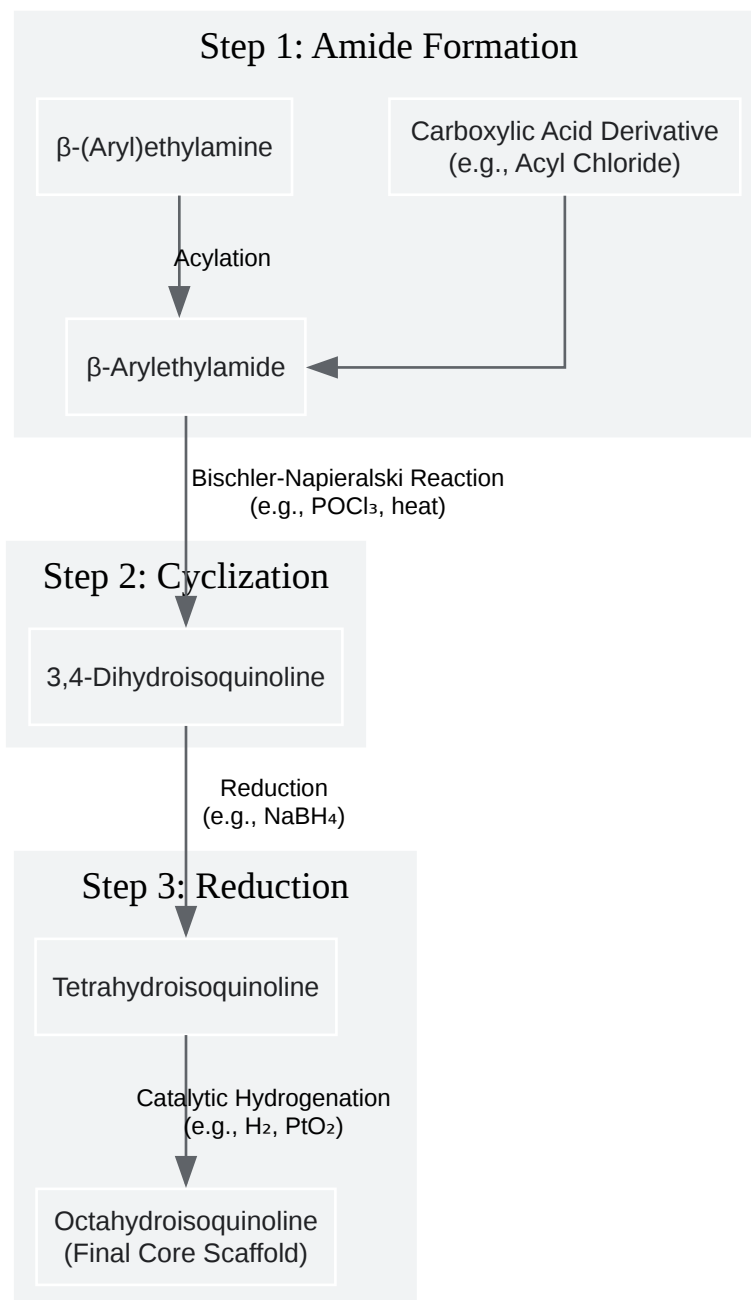 Step 1: Amide Formation
β-(Aryl)ethylamine
Carboxylic Acid Derivative
(e.g., Acyl Chloride)
Acylation
β-Arylethylamide
Bischler-Napieralski Reaction
(e.g., POCl₃, heat)
Step 2: Cyclization
3,4-Dihydroisoquinoline
Reduction
(e.g., NaBH₄)
Step 3: Reduction
Tetrahydroisoquinoline
Catalytic Hydrogenation
(e.g., H₂, PtO₂)
Octahydroisoquinoline
(Final Core Scaffold)